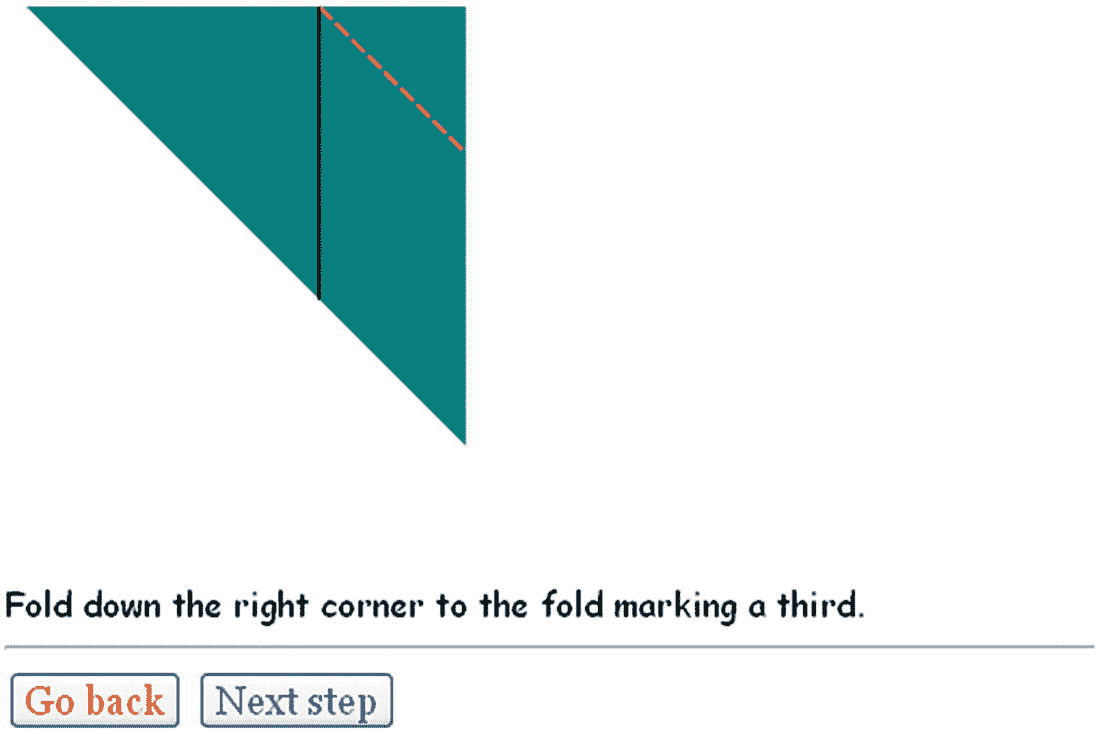 Fold down the right corner to the fold marking a third.
Go back Next step